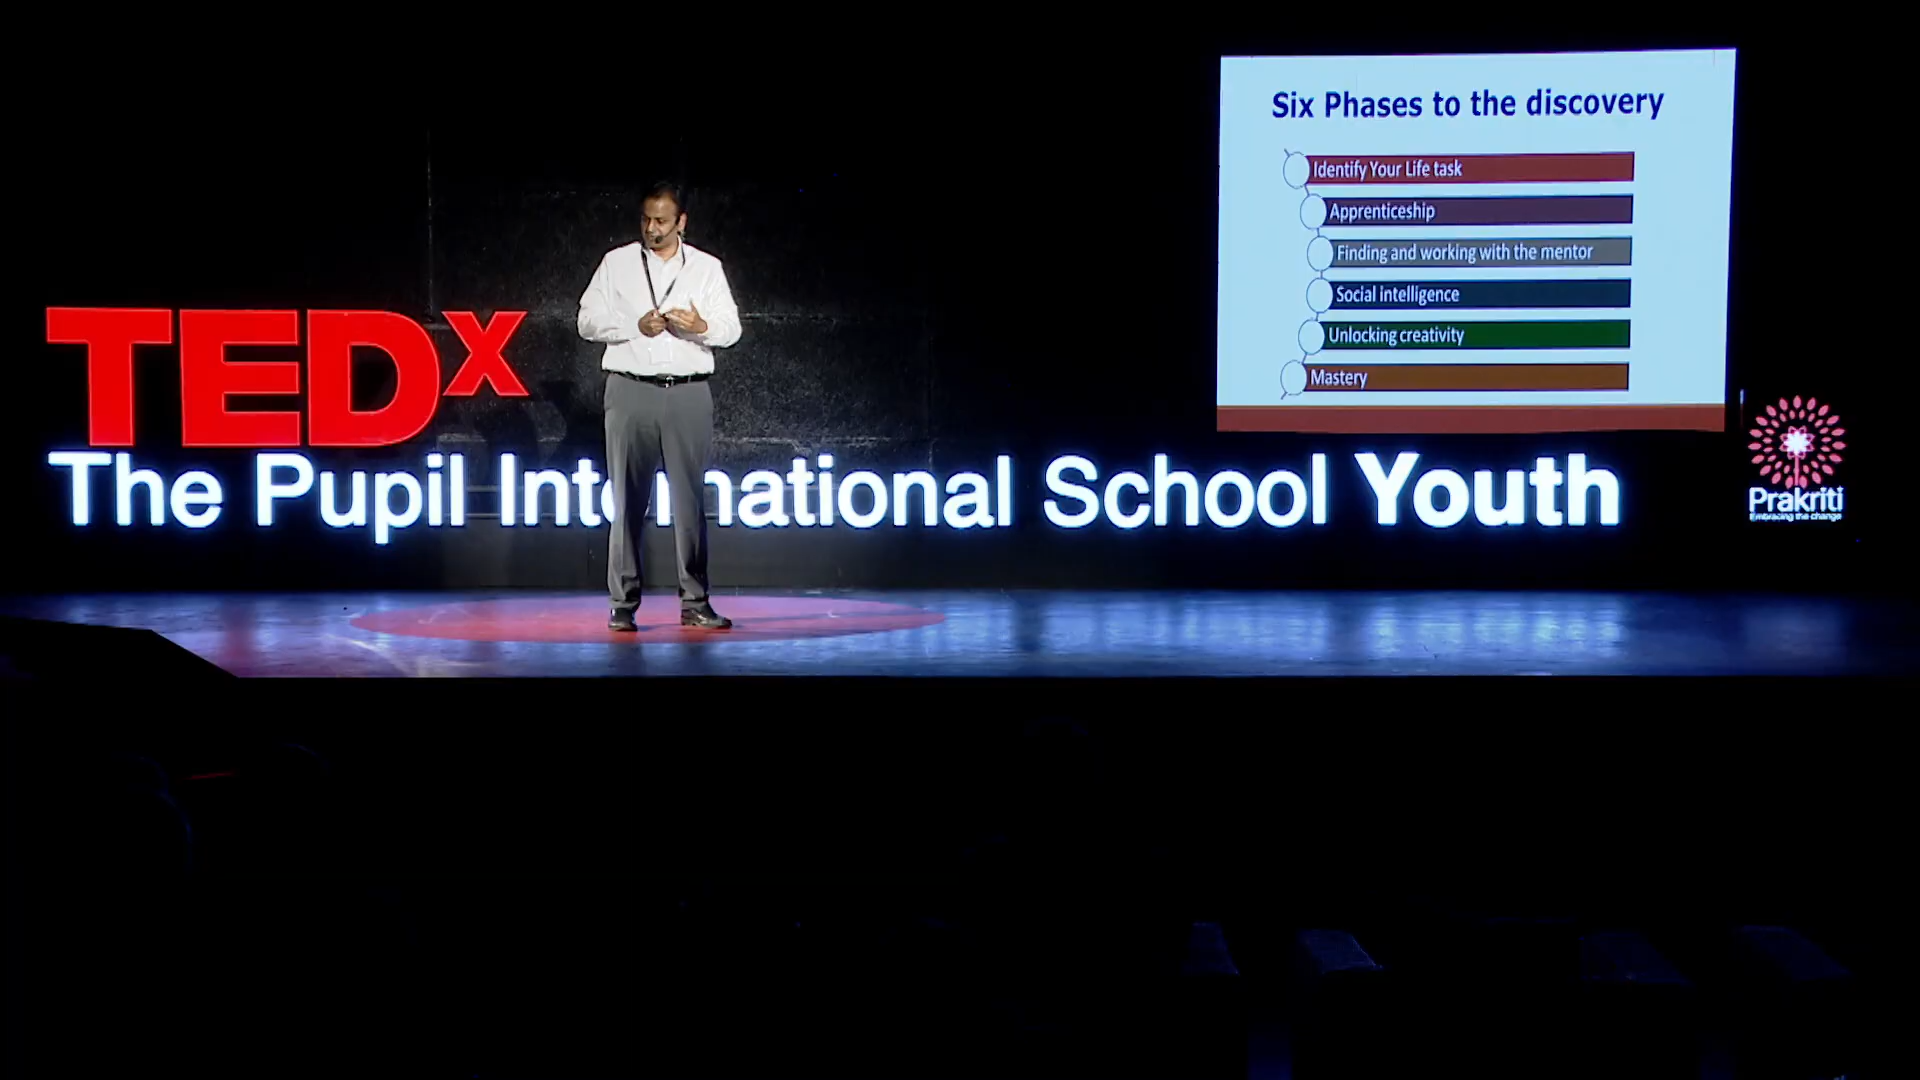 Six Phases to the discovery
Identify Your Life task
Apprenticeship
Finding and working with the mentor
Social intelligence
Unlocking creativity
Mastery
TEDx
The Pupil International School Youth
Prakriti
Embracing the change